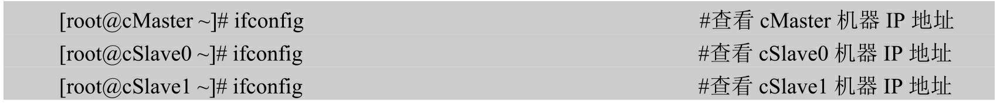 [root@cMaster ~]# ifconfig #查看 cMaster 机器 IP 地址
[root@cSlave0 ~]# ifconfig #查看 cSlave0 机器 IP 地址
[root@cSlave1 ~]# ifconfig #查看 cSlave1 机器 IP 地址